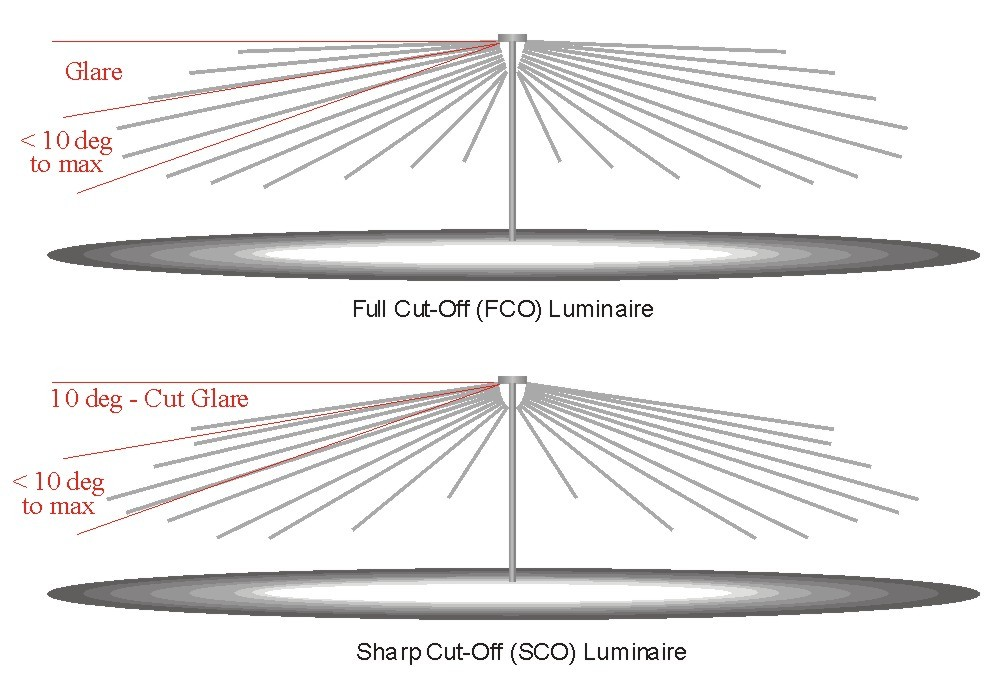 Glare
< 10 deg
to max
Full Cut-Off (FCO) Luminaire
10 deg - Cut Glare
< 10 deg
to max
Sharp Cut-Off (SCO) Luminaire